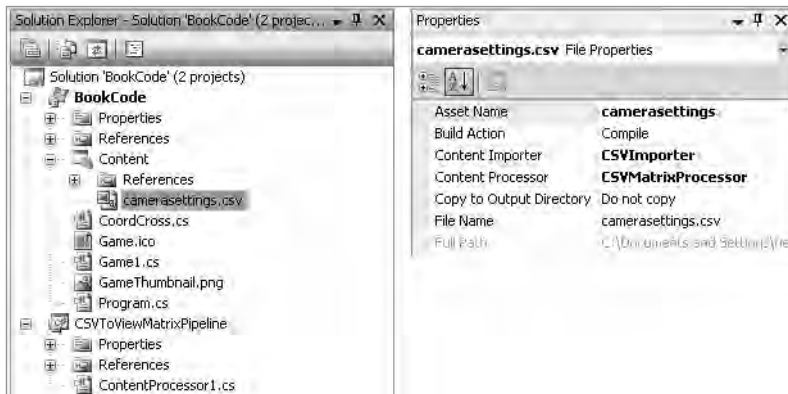 Solution Explorer - Solution 'BookCode' (2 projec...
Solution 'BookCode' (2 projects)
BookCode
Properties
References
Content
References
camerasettings.csv
CoordCross.cs
Game.ico
Game1.cs
GameThumbnail.png
Program.cs
CSVToViewMatrixPipeline
Properties
References
ContentProcessor1.cs
Properties
camerasettings.csv File Properties
Asset Name camerasettings
Build Action Compile
Content Importer CSVImporter
Content Processor CSVMatrixProcessor
Copy to Output Directory Do not copy
File Name camerasettings.csv
Full Path C:\Documents and Settings\